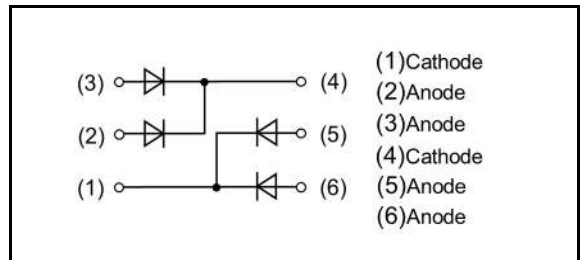 (3) (4)
(2) (5)
(1) (6)
(1)Cathode
(2)Anode
(3)Anode
(4)Cathode
(5)Anode
(6)Anode